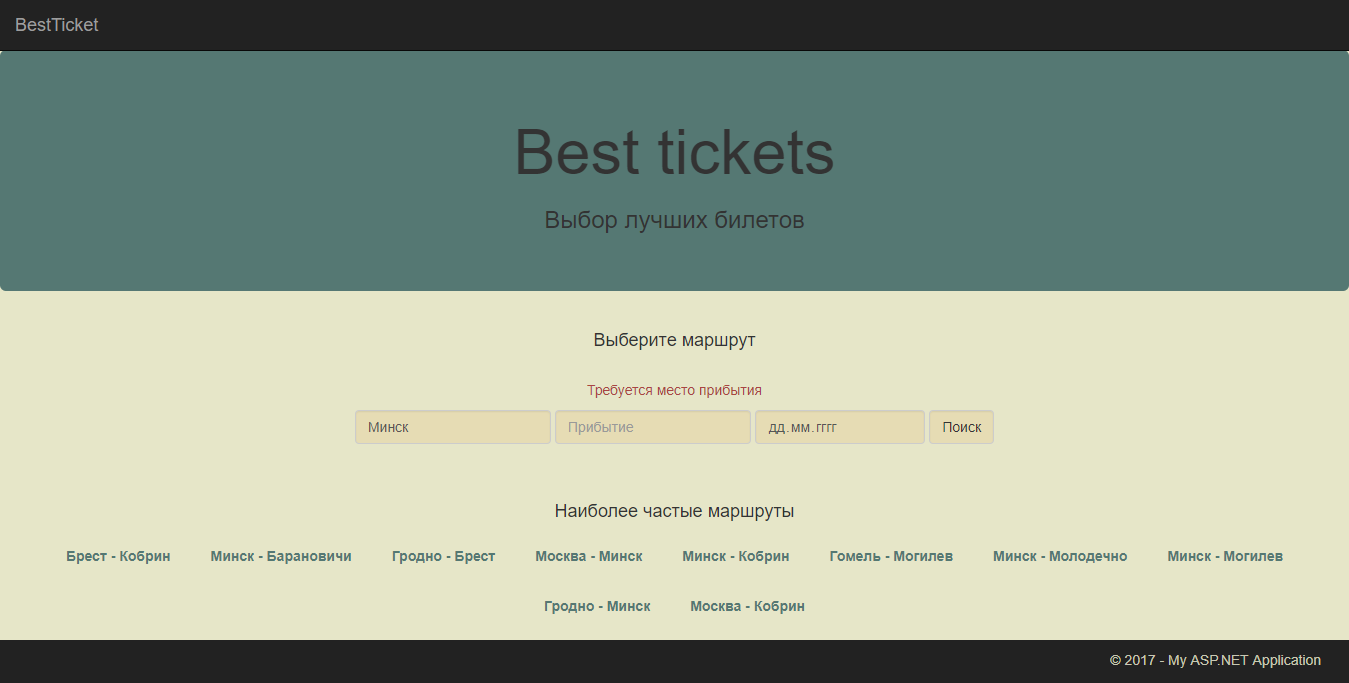 BestTicket
Best tickets
Выбор лучших билетов
Выберите маршрут
Требуется место прибытия
Минск Прибытие дд.мм.гггг Поиск
Наиболее частые маршруты
Брест - Кобрин Минск - Барановичи Гродно - Брест Москва - Минск Минск - Кобрин Гомель - Могилев Минск - Молодечно Минск - Могилев
Гродно - Минск Москва - Кобрин
© 2017 - My ASP.NET Application